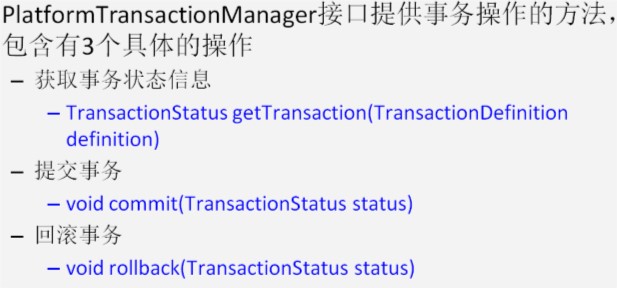 PlatformTransactionManager接口提供事务操作的方法，
包含有3个具体的操作
– 获取事务状态信息
– TransactionStatus getTransaction(TransactionDefinition
definition)
– 提交事务
– void commit(TransactionStatus status)
– 回滚事务
– void rollback(TransactionStatus status)